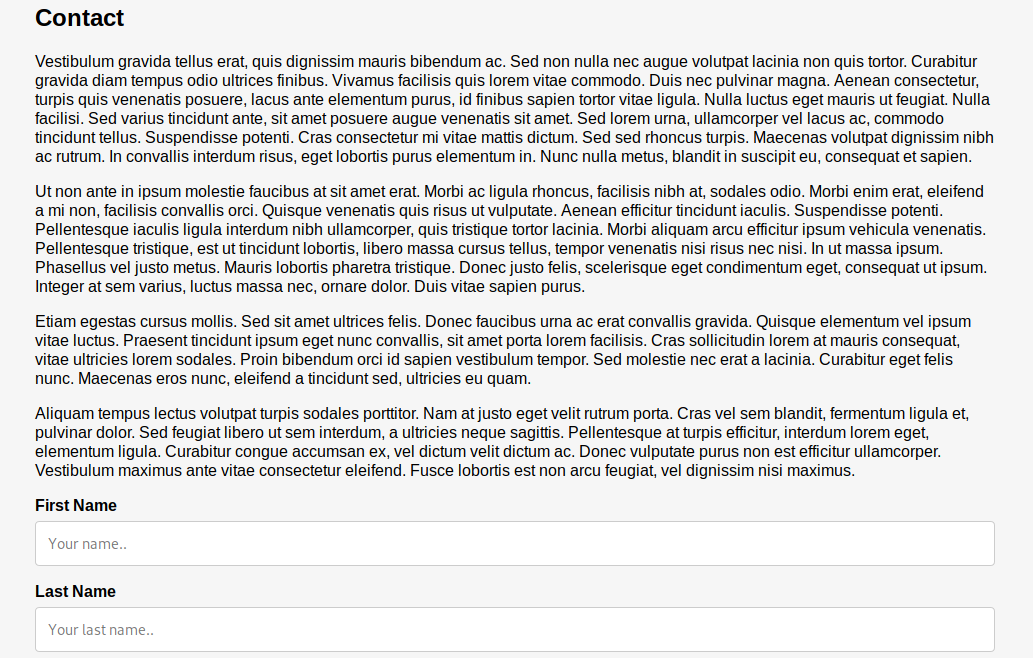 Contact
Vestibulum gravida tellus erat, quis dignissim mauris bibendum ac. Sed non nulla nec augue volutpat lacinia non quis tortor. Curabitur
gravida diam tempus odio ultrices finibus. Vivamus facilisis quis lorem vitae commodo. Duis nec pulvinar magna. Aenean consectetur,
turpis quis venenatis posuere, lacus ante elementum purus, id finibus sapien tortor vitae ligula. Nulla luctus eget mauris ut feugiat. Nulla
facilisi. Sed varius tincidunt ante, sit amet posuere augue venenatis sit amet. Sed lorem urna, ullamcorper vel lacus ac, commodo
tincidunt tellus. Suspendisse potenti. Cras consectetur mi vitae mattis dictum. Sed sed rhoncus turpis. Maecenas volutpat dignissim nibh
ac rutrum. In convallis interdum risus, eget lobortis purus elementum in. Nunc nulla metus, blandit in suscipit eu, consequat et sapien.
Ut non ante in ipsum molestie faucibus at sit amet erat. Morbi ac ligula rhoncus, facilisis nibh at, sodales odio. Morbi enim erat, eleifend
a mi non, facilisis convallis orci. Quisque venenatis quis risus ut vulputate. Aenean efficitur tincidunt iaculis. Suspendisse potenti.
Pellentesque iaculis ligula interdum nibh ullamcorper, quis tristique tortor lacinia. Morbi aliquam arcu efficitur ipsum vehicula venenatis.
Pellentesque tristique, est ut tincidunt lobortis, libero massa cursus tellus, tempor venenatis nisi risus nec nisi. In ut massa ipsum.
Phasellus vel justo metus. Mauris lobortis pharetra tristique. Donec justo felis, scelerisque eget condimentum eget, consequat ut ipsum.
Integer at sem varius, luctus massa nec, ornare dolor. Duis vitae sapien purus.
Etiam egestas cursus mollis. Sed sit amet ultrices felis. Donec faucibus urna ac erat convallis gravida. Quisque elementum vel ipsum
vitae luctus. Praesent tincidunt ipsum eget nunc convallis, sit amet porta lorem facilisis. Cras sollicitudin lorem at mauris consequat,
vitae ultricies lorem sodales. Proin bibendum orci id sapien vestibulum tempor. Sed molestie nec erat a lacinia. Curabitur eget felis
nunc. Maecenas eros nunc, eleifend a tincidunt sed, ultricies eu quam.
Aliquam tempus lectus volutpat turpis sodales porttitor. Nam at justo eget velit rutrum porta. Cras vel sem blandit, fermentum ligula et,
pulvinar dolor. Sed feugiat libero ut sem interdum, a ultricies neque sagittis. Pellentesque at turpis efficitur, interdum lorem eget,
elementum ligula. Curabitur congue accumsan ex, vel dictum velit dictum ac. Donec vulputate purus non est efficitur ullamcorper.
Vestibulum maximus ante vitae consectetur eleifend. Fusce lobortis est non arcu feugiat, vel dignissim nisi maximus.
First Name
Your name..
Last Name
Your last name..